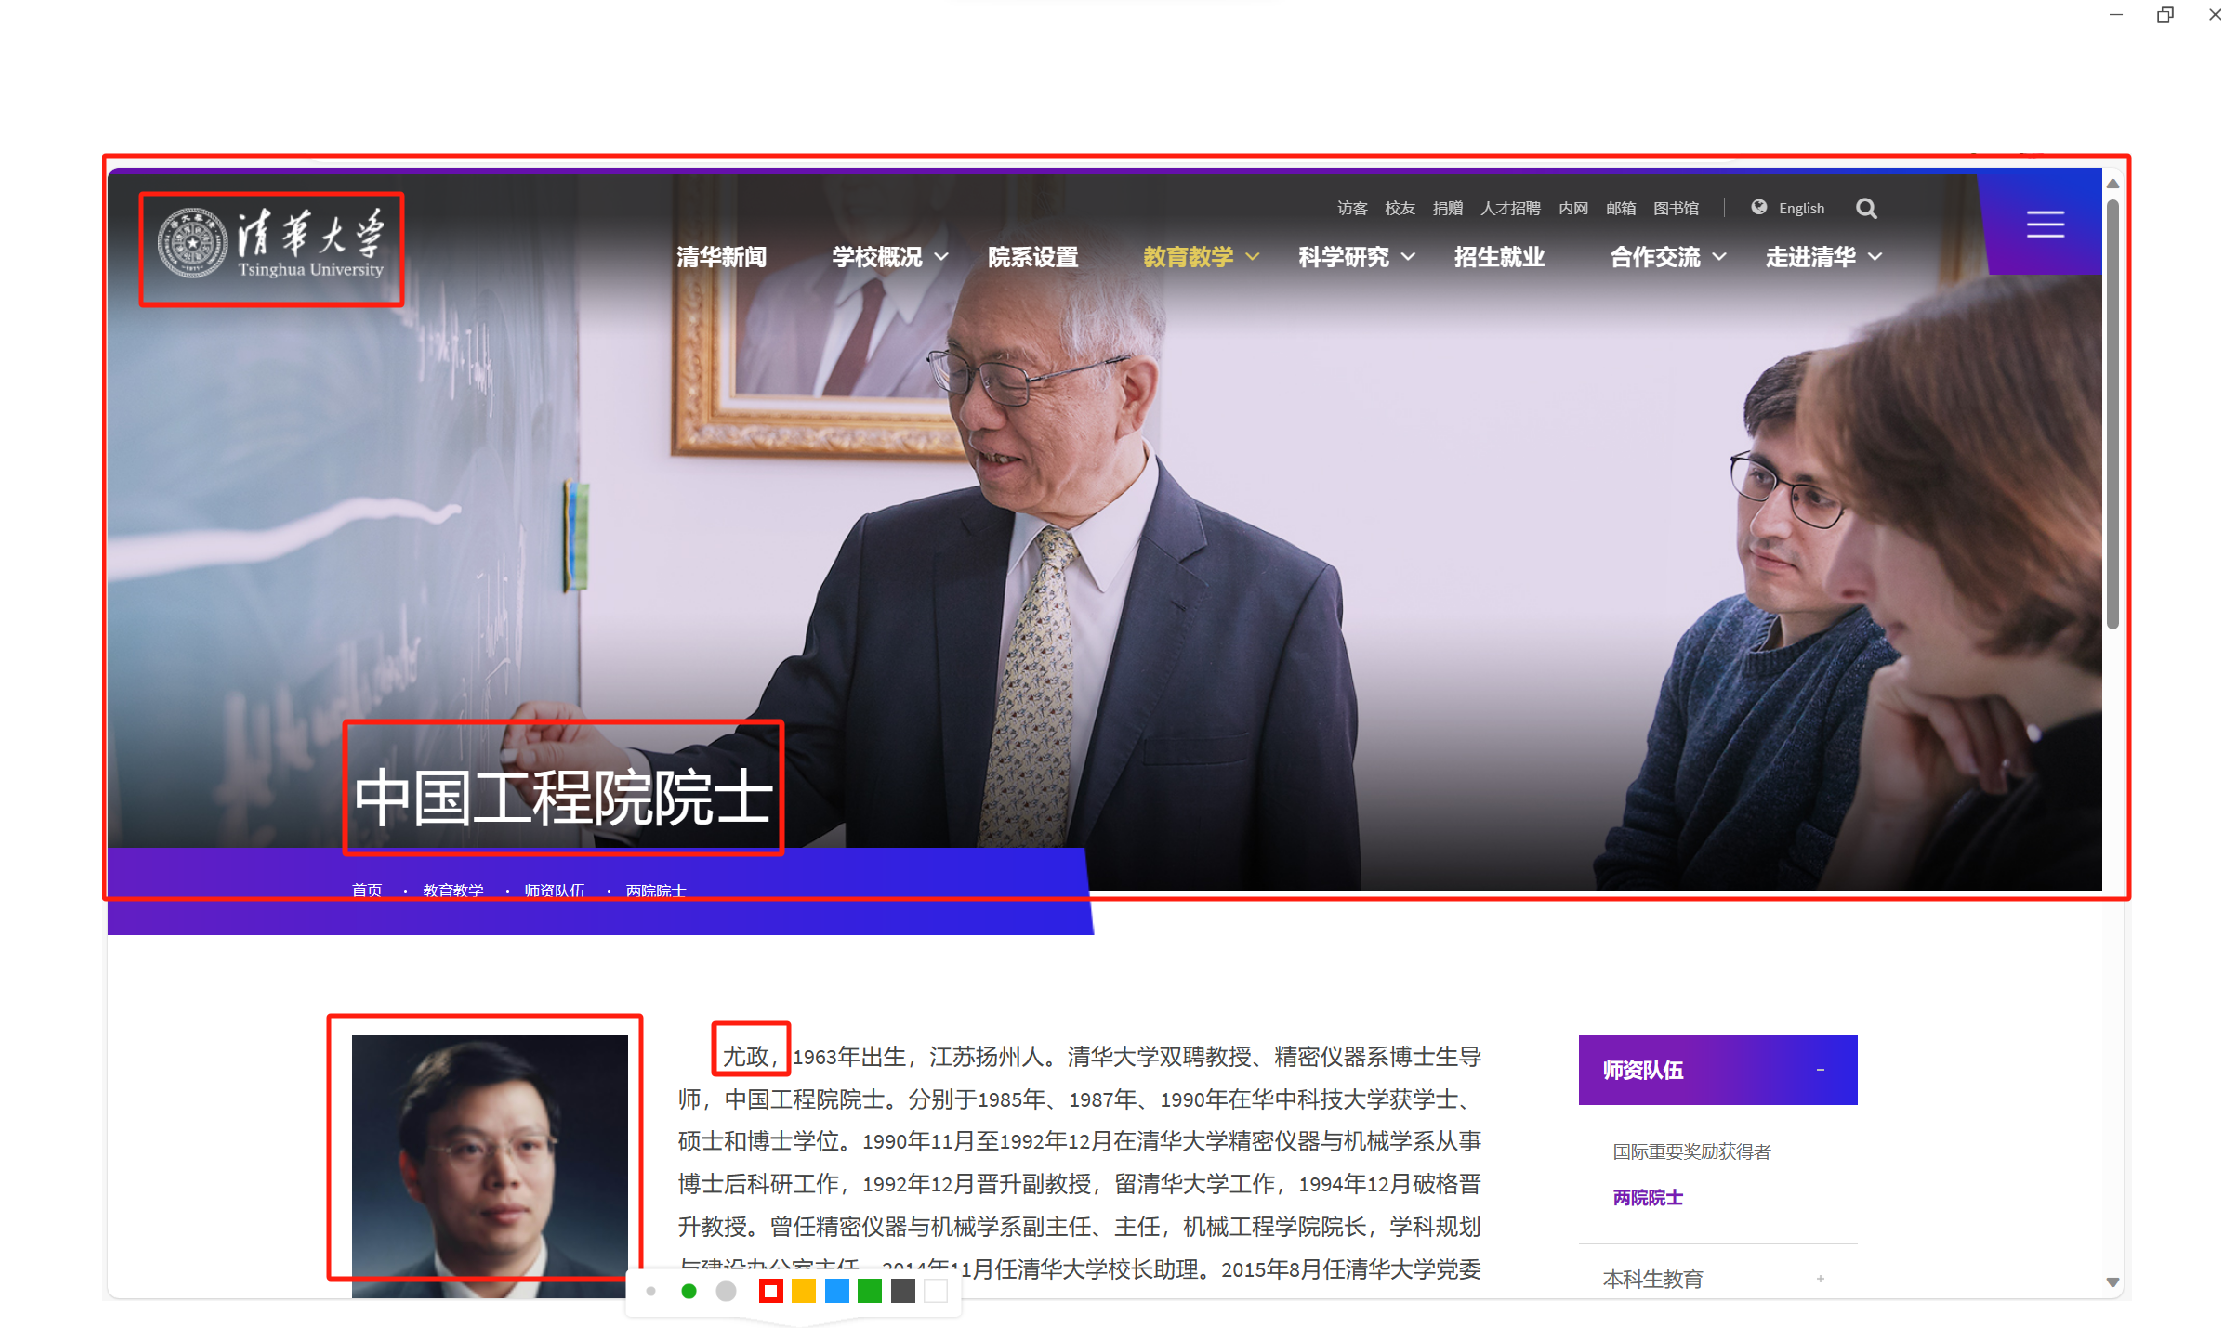 清華大学
Tsinghua University
访客 校友 捐赠 人才招聘 内网 邮箱 图书馆 English
清华新闻 学校概况 院系设置 教育教学 科学研究 招生就业 合作交流 走进清华
中国工程院院士
首页 · 教育教学 · 师资队伍 · 两院院士
尤政，1963年出生，江苏扬州人。清华大学双聘教授、精密仪器系博士生导
师，中国工程院院士。分别于1985年、1987年、1990年在华中科技大学获学士、
硕士和博士学位。1990年11月至1992年12月在清华大学精密仪器与机械学系从事
博士后科研工作，1992年12月晋升副教授，留清华大学工作，1994年12月破格晋
升教授。曾任精密仪器与机械学系副主任、主任，机械工程学院院长，学科规划
与建设办公室主任。2014年11月任清华大学校长助理。2015年8月任清华大学党委
师资队伍 -
国际重要奖励获得者
两院院士
本科生教育 +